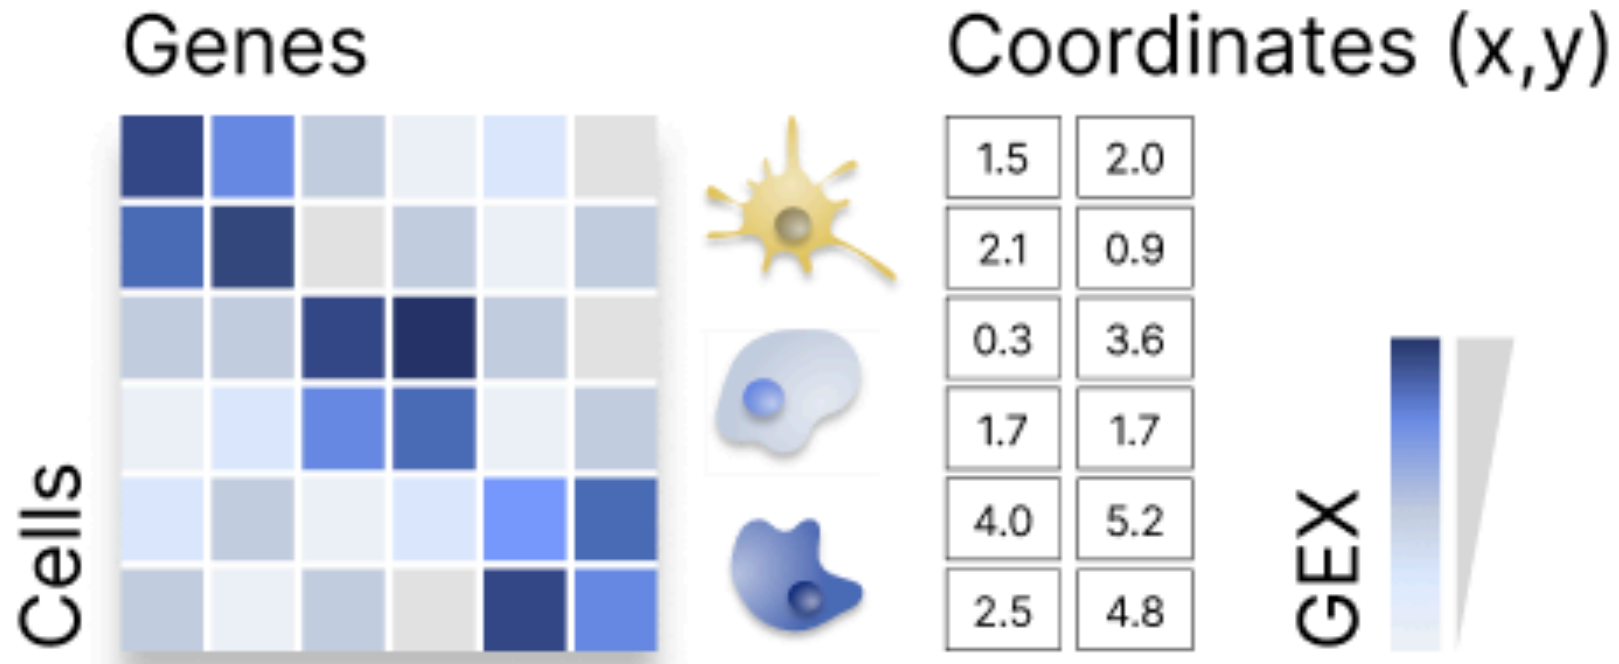 Genes
Coordinates (x,y)
Cells
1.5 2.0
2.1 0.9
0.3 3.6
1.7 1.7
4.0 5.2
2.5 4.8
GEX